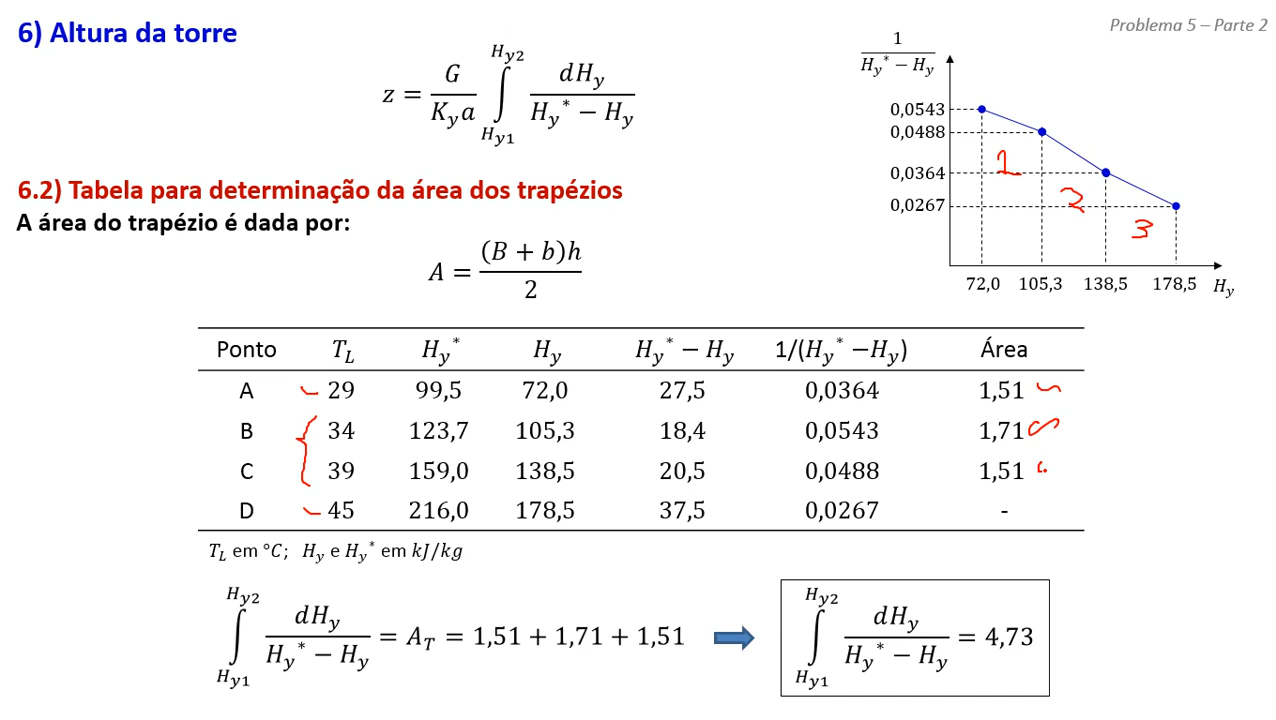 6) Altura da torre
Problema 5 – Parte 2
z = G / K_y a ∫_{H_y1}^{H_y2} dH_y / (H_y* − H_y)
6.2) Tabela para determinação da área dos trapézios
A área do trapézio é dada por:
A = (B + b)h / 2
1 / (H_y* − H_y)
0,0543
0,0488
0,0364
0,0267
1
2
3
72,0 105,3 138,5 178,5 H_y
Ponto T_L H_y* H_y H_y* − H_y 1/(H_y* −H_y) Área
A 29 99,5 72,0 27,5 0,0364 1,51
B 34 123,7 105,3 18,4 0,0543 1,71
C 39 159,0 138,5 20,5 0,0488 1,51
D 45 216,0 178,5 37,5 0,0267 -
T_L em °C; H_y e H_y* em kJ/kg
∫_{H_y1}^{H_y2} dH_y / (H_y* − H_y) = A_T = 1,51 + 1,71 + 1,51
∫_{H_y1}^{H_y2} dH_y / (H_y* − H_y) = 4,73